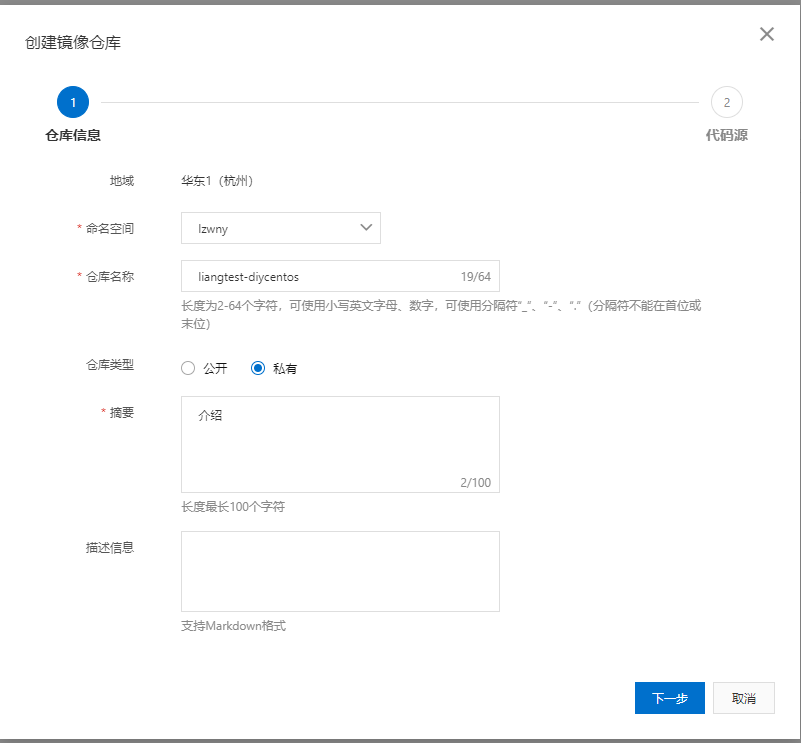 创建镜像仓库
1
2
仓库信息
代码源
地域
华东1（杭州）
* 命名空间
lzwny
* 仓库名称
liangtest-diycentos
19/64
长度为2-64个字符，可使用小写英文字母、数字，可使用分隔符“_”、“-”、“.”（分隔符不能在首位或
末位）
仓库类型
公开
私有
* 摘要
介绍
2/100
长度最长100个字符
描述信息
支持Markdown格式
下一步
取消